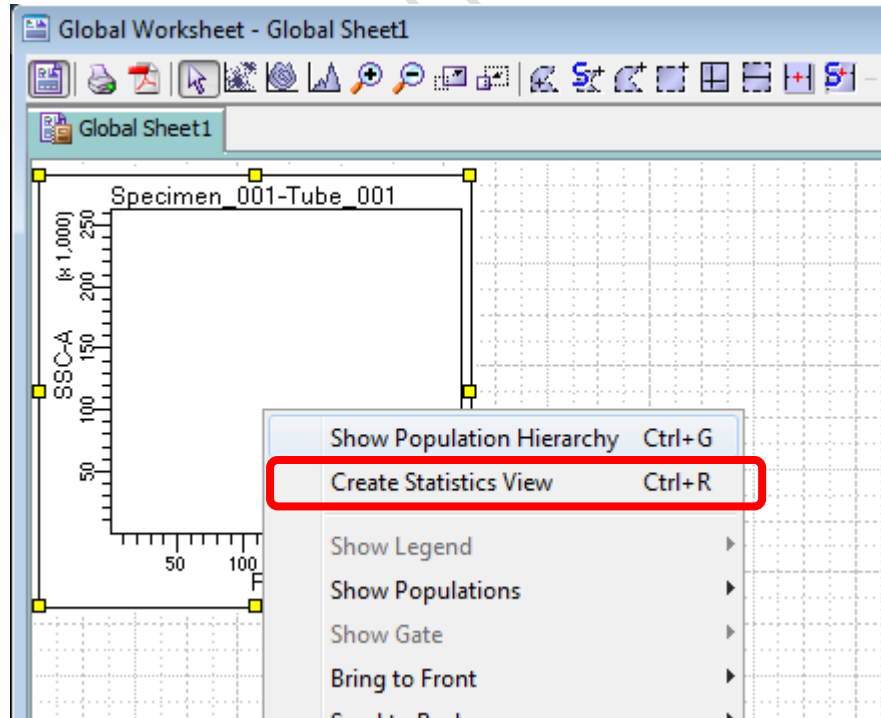 Global Worksheet - Global Sheet1
Global Sheet1
Specimen_001-Tube_001
SSC-A (x 1,000)
250
200
150
100
50
50 100
F
Show Population Hierarchy Ctrl+G
Create Statistics View Ctrl+R
Show Legend
Show Populations
Show Gate
Bring to Front